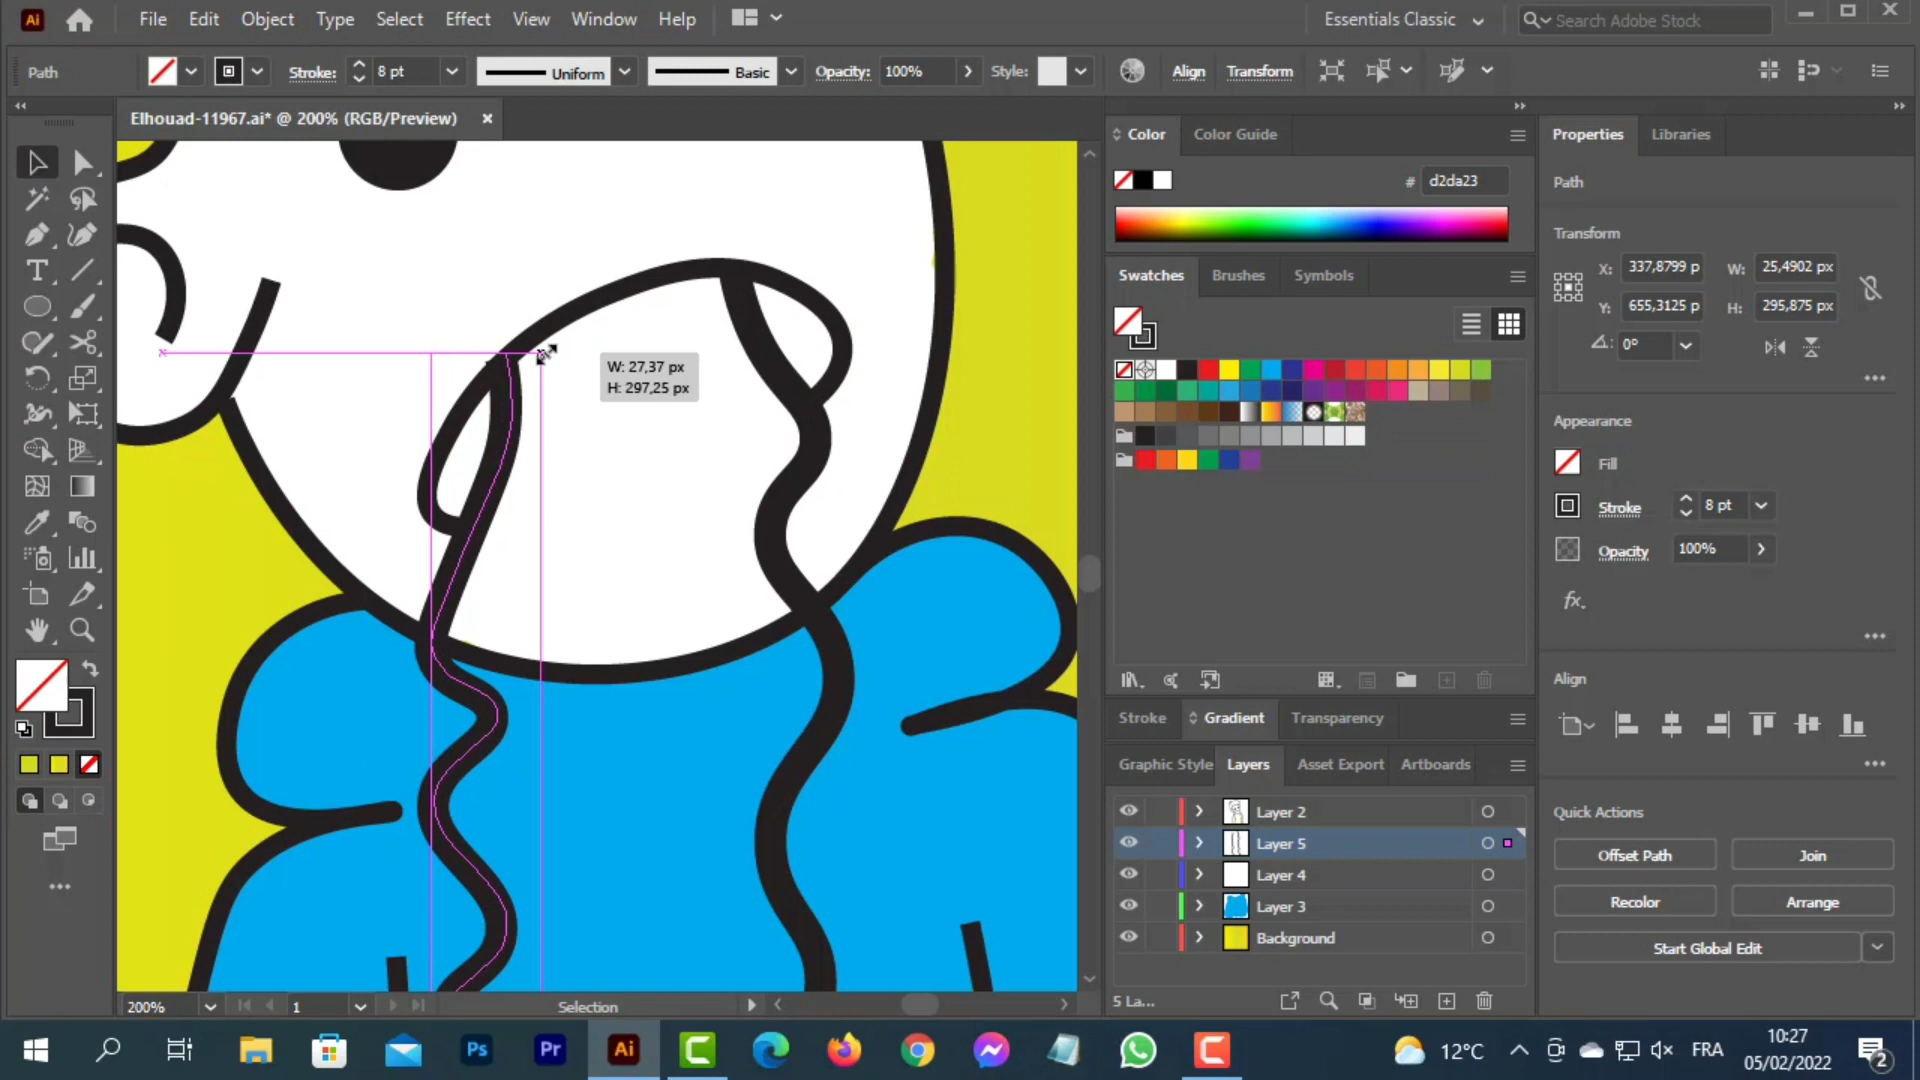 Ai File Edit Object Type Select Effect View Window Help Essentials Classic Search Adobe Stock
Path Stroke: 8 pt Uniform Basic Opacity: 100% Style: Align Transform
Elhouad-11967.ai* @ 200% (RGB/Preview)
W: 27,37 px
H: 297,25 px
200% 1 Selection
Color Color Guide
# d2da23
Swatches Brushes Symbols
Stroke Gradient Transparency
Graphic Style Layers Asset Export Artboards
Layer 2
Layer 5
Layer 4
Layer 3
Background
5 La...
Properties Libraries
Path
Transform
X: 337,8799 p W: 25,4902 px
Y: 655,3125 p H: 295,875 px
0°
Appearance
Fill
Stroke 8 pt
Opacity 100%
fx
Align
Quick Actions
Offset Path Join
Recolor Arrange
Start Global Edit
Ps Pr Ai 12°C FRA 10:27
05/02/2022 2